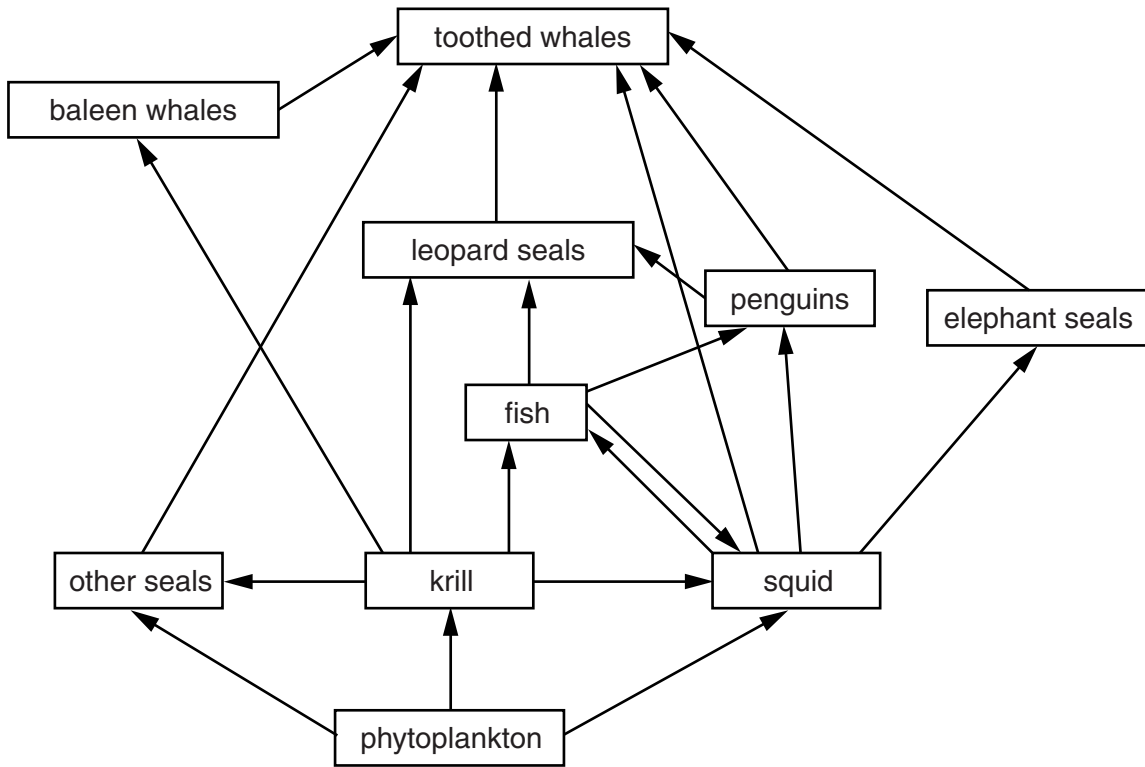 toothed whales
baleen whales
leopard seals
penguins
elephant seals
fish
other seals
krill
squid
phytoplankton